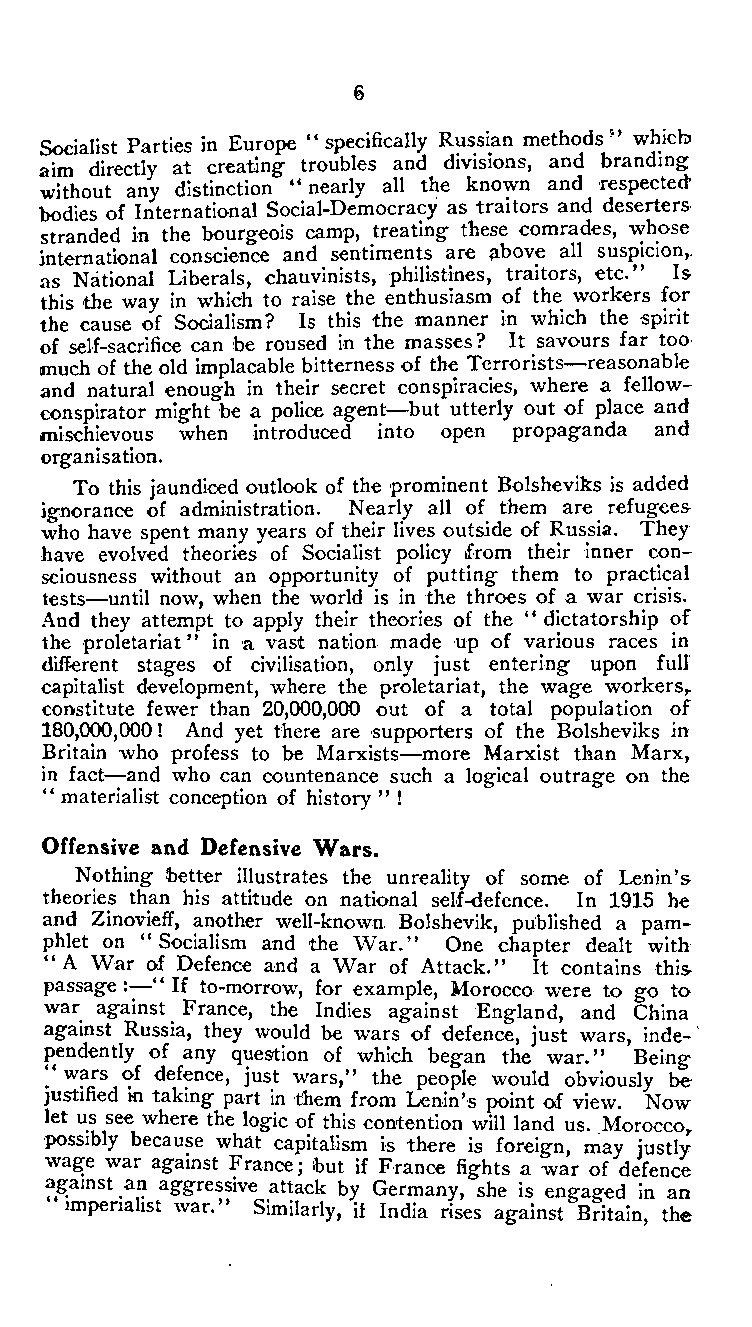 6
Socialist Parties in Europe “ specifically Russian methods ” which
aim directly at creating troubles and divisions, and branding
without any distinction “ nearly all the known and respected
bodies of International Social-Democracy as traitors and deserters
stranded in the bourgeois camp, treating these comrades, whose
international conscience and sentiments are above all suspicion,
as National Liberals, chauvinists, philistines, traitors, etc.” Is
this the way in which to raise the enthusiasm of the workers for
the cause of Socialism? Is this the manner in which the spirit
of self-sacrifice can be roused in the masses? It savours far too
much of the old implacable bitterness of the Terrorists—reasonable
and natural enough in their secret conspiracies, where a fellow-
conspirator might be a police agent—but utterly out of place and
mischievous when introduced into open propaganda and
organisation.
To this jaundiced outlook of the prominent Bolsheviks is added
ignorance of administration. Nearly all of them are refugees
who have spent many years of their lives outside of Russia. They
have evolved theories of Socialist policy from their inner con-
sciousness without an opportunity of putting them to practical
tests—until now, when the world is in the throes of a war crisis.
And they attempt to apply their theories of the “ dictatorship of
the proletariat ” in a vast nation made up of various races in
different stages of civilisation, only just entering upon full
capitalist development, where the proletariat, the wage workers,
constitute fewer than 20,000,000 out of a total population of
180,000,000! And yet there are supporters of the Bolsheviks in
Britain who profess to be Marxists—more Marxist than Marx,
in fact—and who can countenance such a logical outrage on the
“ materialist conception of history ” !
Offensive and Defensive Wars.
Nothing better illustrates the unreality of some of Lenin’s
theories than his attitude on national self-defence. In 1915 he
and Zinovieff, another well-known Bolshevik, published a pam-
phlet on “ Socialism and the War.” One chapter dealt with
“ A War of Defence and a War of Attack.” It contains this
passage :—“ If to-morrow, for example, Morocco were to go to
war against France, the Indies against England, and China
against Russia, they would be wars of defence, just wars, inde-
pendently of any question of which began the war.” Being
“ wars of defence, just wars,” the people would obviously be
justified in taking part in them from Lenin’s point of view. Now
let us see where the logic of this contention will land us. Morocco,
possibly because what capitalism is there is foreign, may justly
wage war against France; but if France fights a war of defence
against an aggressive attack by Germany, she is engaged in an
“ imperialist war.” Similarly, if India rises against Britain, the